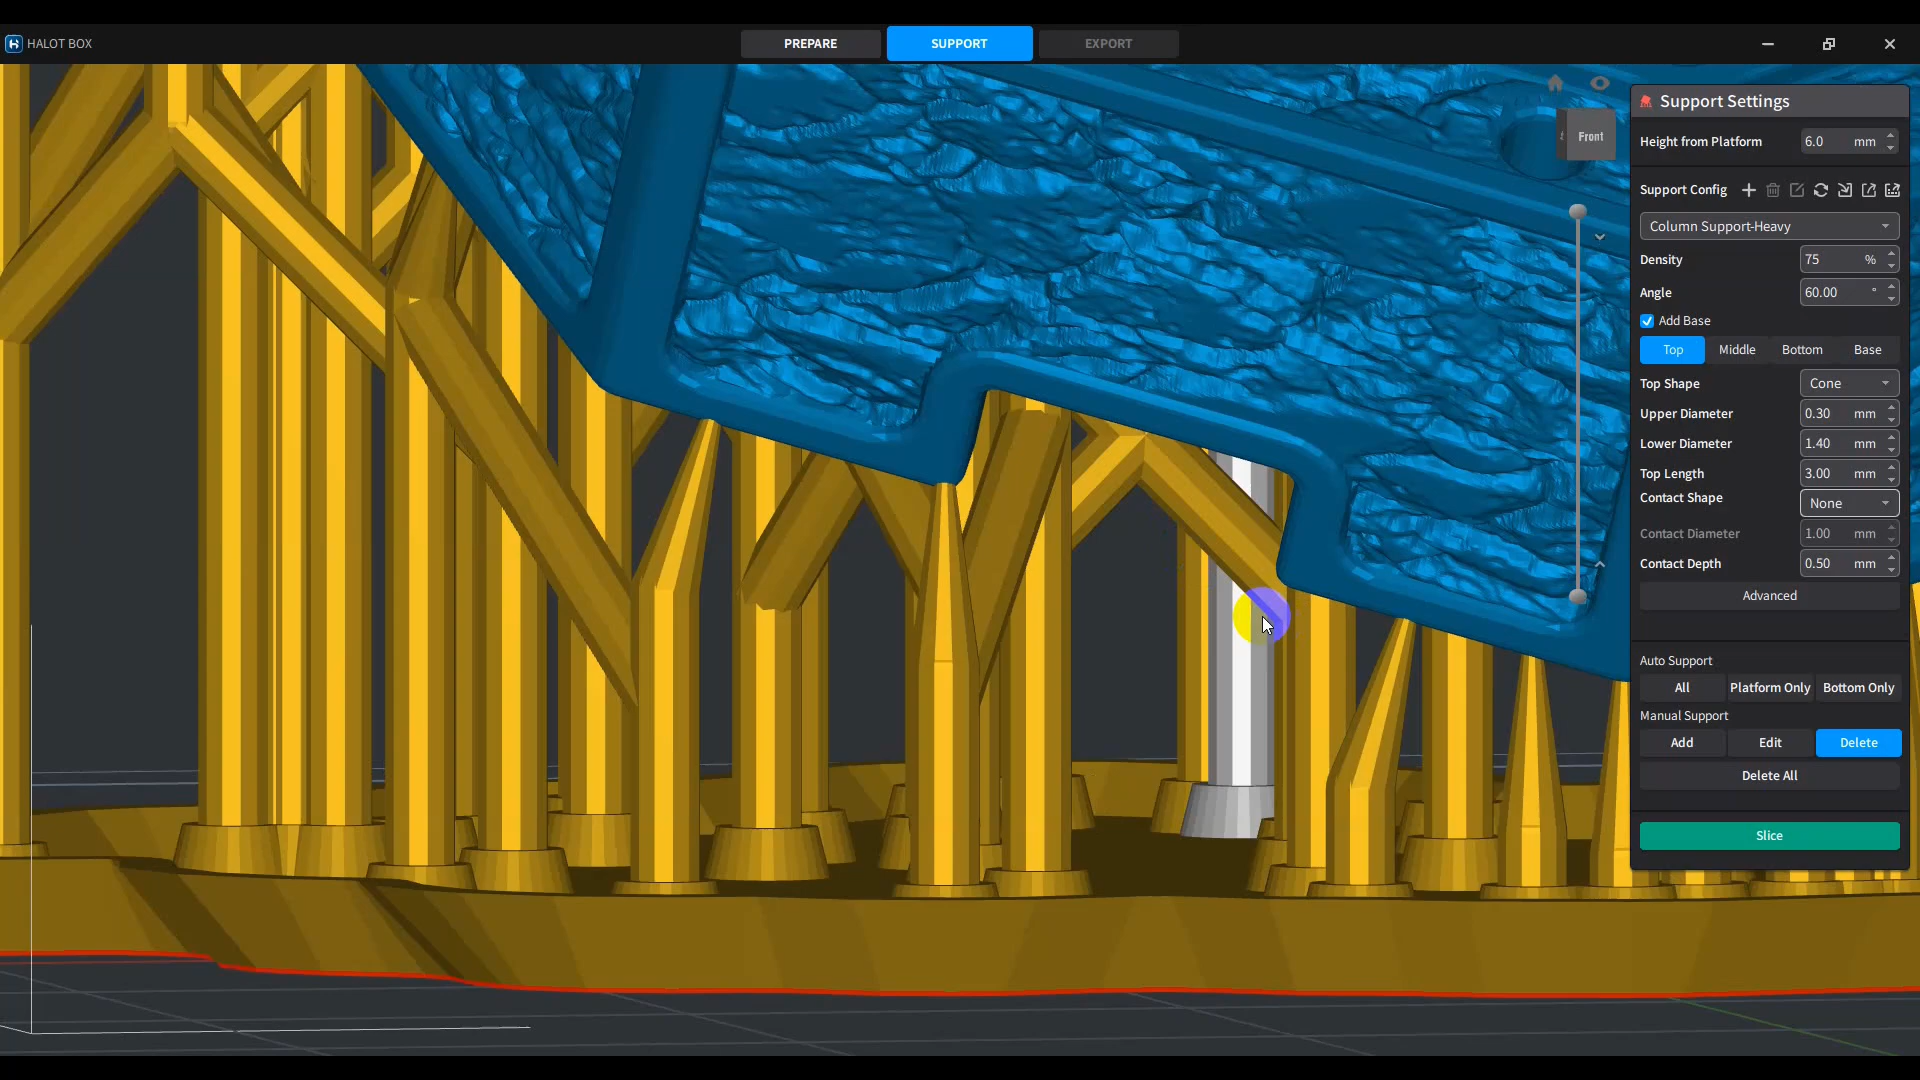 HALOT BOX
PREPARE
SUPPORT
EXPORT
Front
Support Settings
Height from Platform 6.0 mm
Support Config
Column Support-Heavy
Density 75 %
Angle 60.00 °
Add Base
Top Middle Bottom Base
Top Shape Cone
Upper Diameter 0.30 mm
Lower Diameter 1.40 mm
Top Length 3.00 mm
Contact Shape None
Contact Diameter 1.00 mm
Contact Depth 0.50 mm
Advanced
Auto Support
All Platform Only Bottom Only
Manual Support
Add Edit Delete
Delete All
Slice